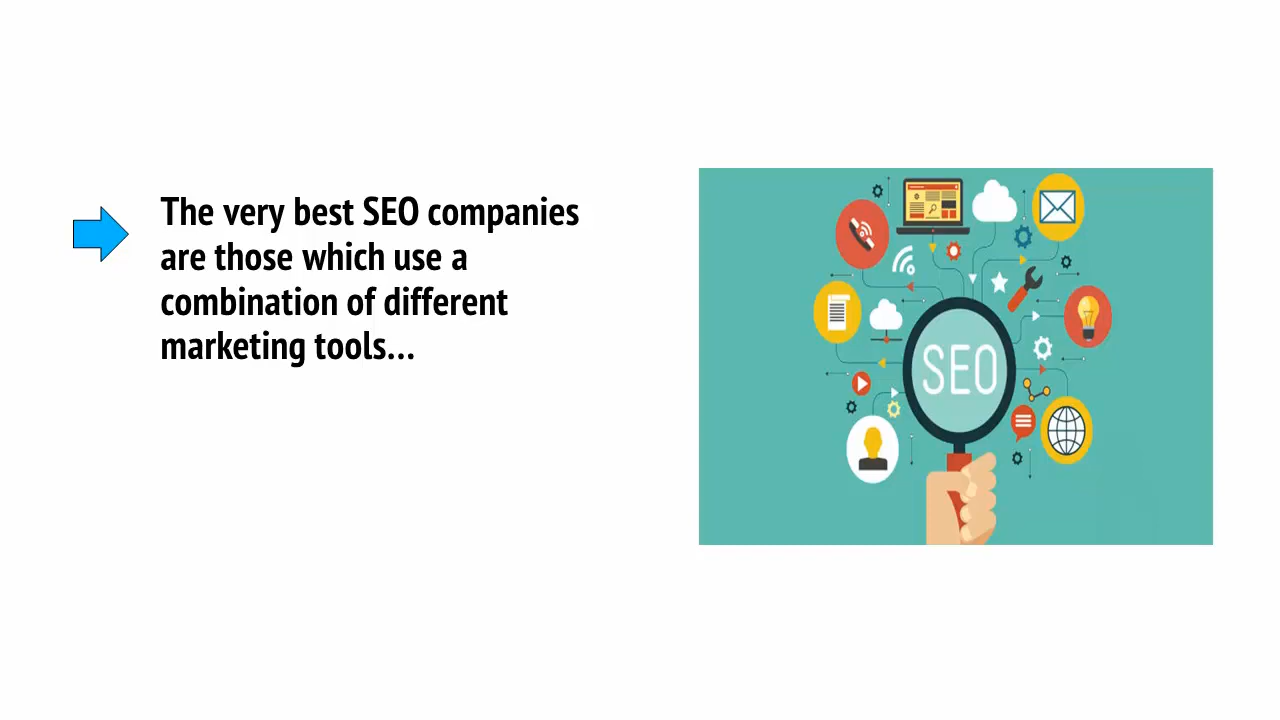 The very best SEO companies
are those which use a
combination of different
marketing tools...
SEO